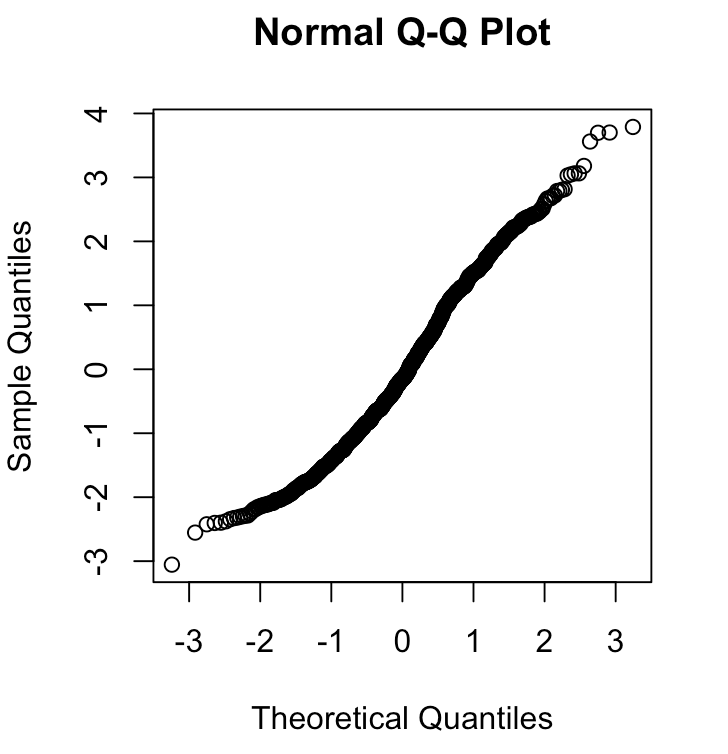 Normal Q-Q Plot
4
3
2
1
0
-1
-2
-3
Sample Quantiles
-3 -2 -1 0 1 2 3
Theoretical Quantiles